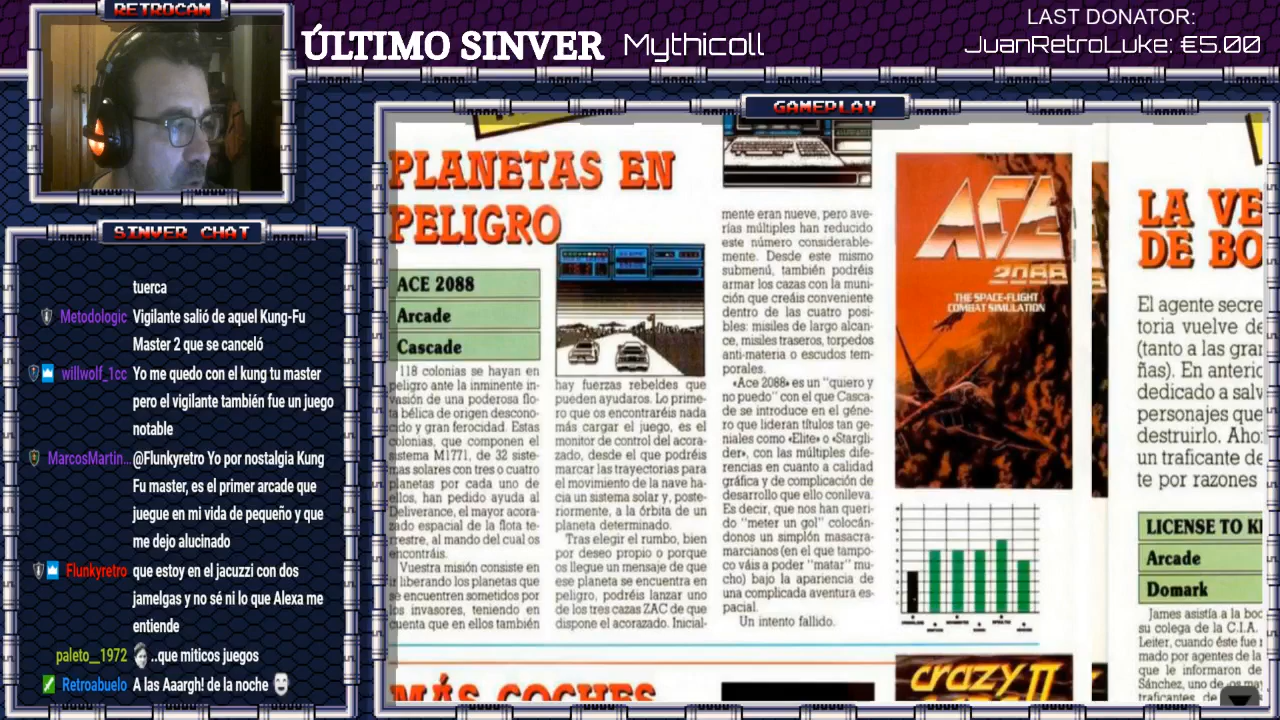 RETROCAM
ÚLTIMO SINVER Mythicoll
LAST DONATOR:
JuanRetroLuke: €5.00
GAMEPLAY
SINVER CHAT
tuerca
Metodologic Vigilante salió de aquel Kung-Fu
Master 2 que se canceló
willwolf_1cc Yo me quedo con el kung tu master
pero el vigilante también fue un juego
notable
MarcosMartin... @Flunkyretro Yo por nostalgia Kung
Fu master, es el primer arcade que
juegue en mi vida de pequeño y que
me dejo alucinado
Flunkyretro que estoy en el jacuzzi con dos
jamelgas y no sé ni lo que Alexa me
entiende
paleto__1972 ..que miticos juegos
Retroabuelo A las Aaargh! de la noche
PLANETAS EN
PELIGRO
ACE 2088
Arcade
Cascade
118 colonias se hayan en
peligro ante la inminente in-
vasión de una poderosa flo-
ta bélica de origen descono-
cido y gran ferocidad. Estas
colonias, que componen el
sistema M1771, de 32 siste-
mas solares con tres o cuatro
planetas por cada uno de
ellos, han pedido ayuda al
Deliverance, el mayor acora-
zado espacial de la flota te-
rrestre, al mando del cual os
encontráis.
Vuestra misión consiste en
ir liberando los planetas que
se encuentren sometidos por
los invasores, teniendo en
cuenta que en ellos también
hay fuerzas rebeldes que
pueden ayudaros. Lo prime-
ro que os encontraréis nada
más cargar el juego, es el
monitor de control del acora-
zado, desde el que podréis
marcar las trayectorias para
el movimiento de la nave ha-
cia un sistema solar y, poste-
riormente, a la órbita de un
planeta determinado.
Tras elegir el rumbo, bien
por deseo propio o porque
os llegue un mensaje de que
ese planeta se encuentra en
peligro, podréis lanzar uno
de los tres cazas ZAC de que
dispone el acorazado. Inicial-
mente eran nueve, pero ave-
rías múltiples han reducido
este número considerable-
mente. Desde este mismo
submenú, también podréis
armar los cazas con la muni-
ción que creáis conveniente
dentro de las cuatro posi-
bles: misiles de largo alcan-
ce, misiles traseros, torpedos
anti-materia o escudos tem-
porales.
«Ace 2088» es un "quiero y
no puedo" con el que Casca-
de se introduce en el géne-
ro que lideran títulos tan ge-
niales como «Elite» o «Stargli-
der», con las múltiples dife-
rencias en cuanto a calidad
gráfica y de complicación de
desarrollo que ello conlleva.
Es decir, que nos han queri-
do "meter un gol" colocán-
donos un simplón masacra-
marcianos (en el que tampo-
co váis a poder "matar" mu-
cho) bajo la apariencia de
una complicada aventura es-
pacial.
Un intento fallido.
ACE
2088
THE SPACE-FLIGHT
COMBAT SIMULATION
MÁS COCHES
crazy II
LA VE
DE BO
El agente secre
toria vuelve de
(tanto a las gra
ñas). En anterio
dedicado a salv
personajes que
destruirlo. Aho
un traficante de
te por razones
LICENSE TO K
Arcade
Domark
James asistía a la boc
su colega de la C.I.A.
Leiter, cuando éste fue
mado por agentes de la
que le informaron de
Sánchez, uno de
traficantes de